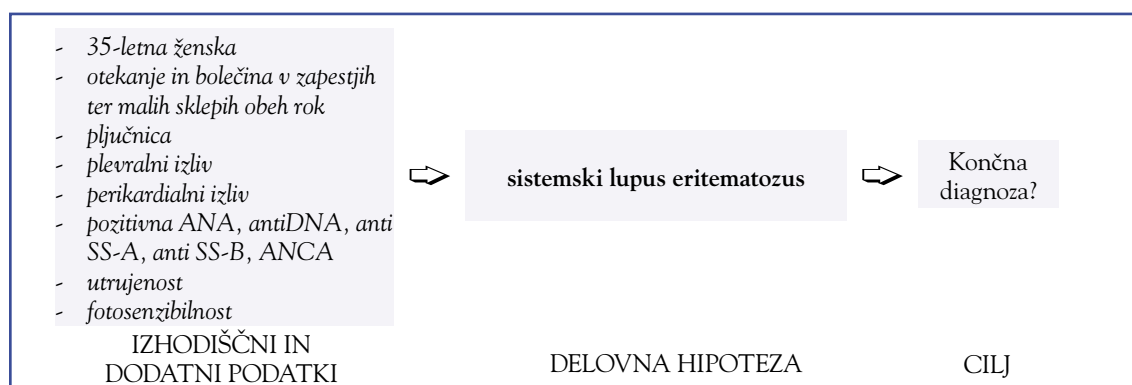 - 35-letna ženska
- otekanje in bolečina v zapestjih
ter malih sklepih obeh rok
- pljučnica
- plevralni izliv
- perikardialni izliv
- pozitivna ANA, antiDNA, anti
SS-A, anti SS-B, ANCA
- utrujenost
- fotosenzibilnost
IZHODIŠČNI IN
DODATNI PODATKI
sistemski lupus eritematozus
DELOVNA HIPOTEZA
Končna
diagnoza?
CILJ